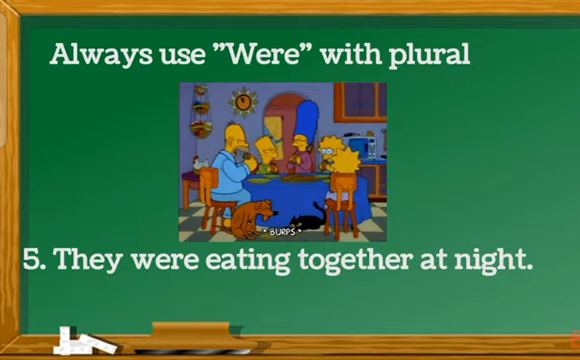 Always use ”Were” with plural
• BURPS •
5. They were eating together at night.